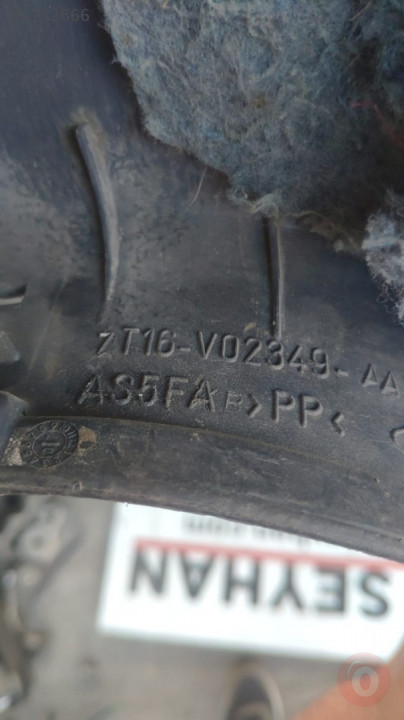 ZT16-V02349-AA
AS5FA B >PP<
SEYHAN